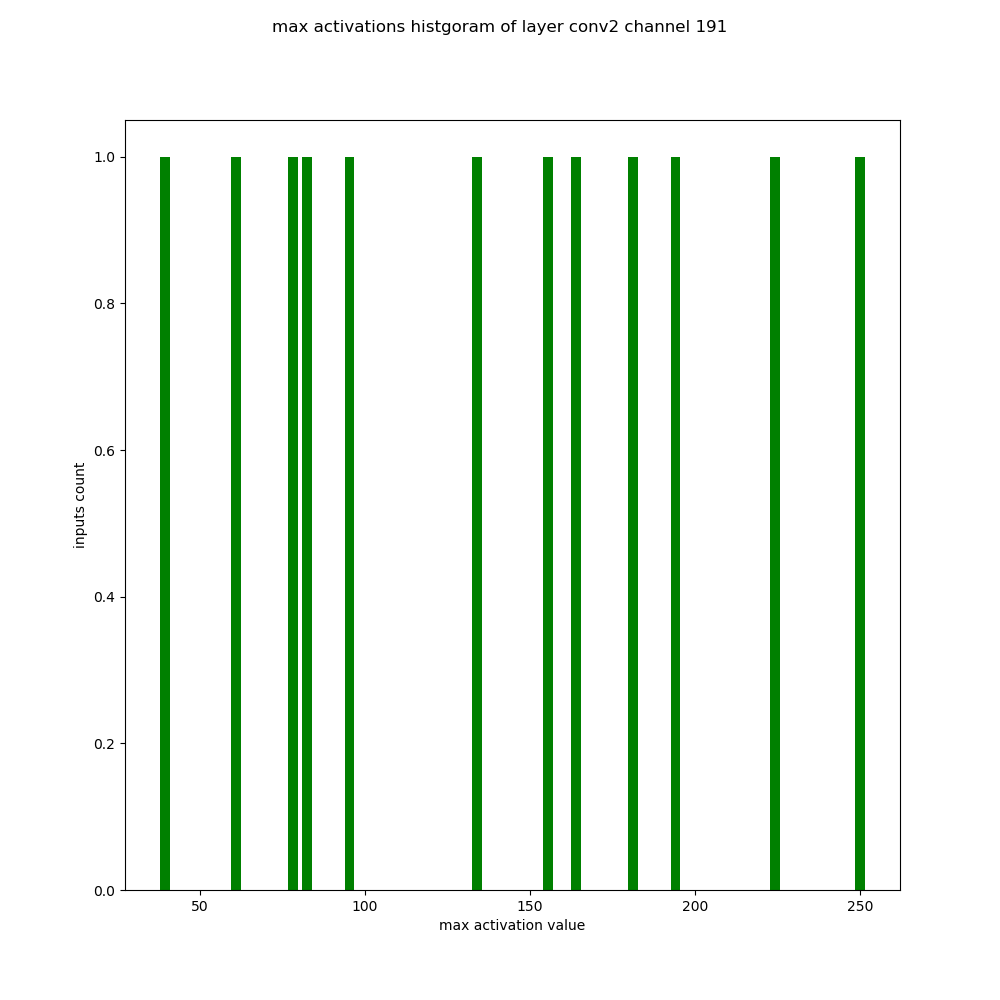 max activations histgoram of layer conv2 channel 191
1.0
0.8
0.6
0.4
0.2
0.0
inputs count
50 100 150 200 250
max activation value